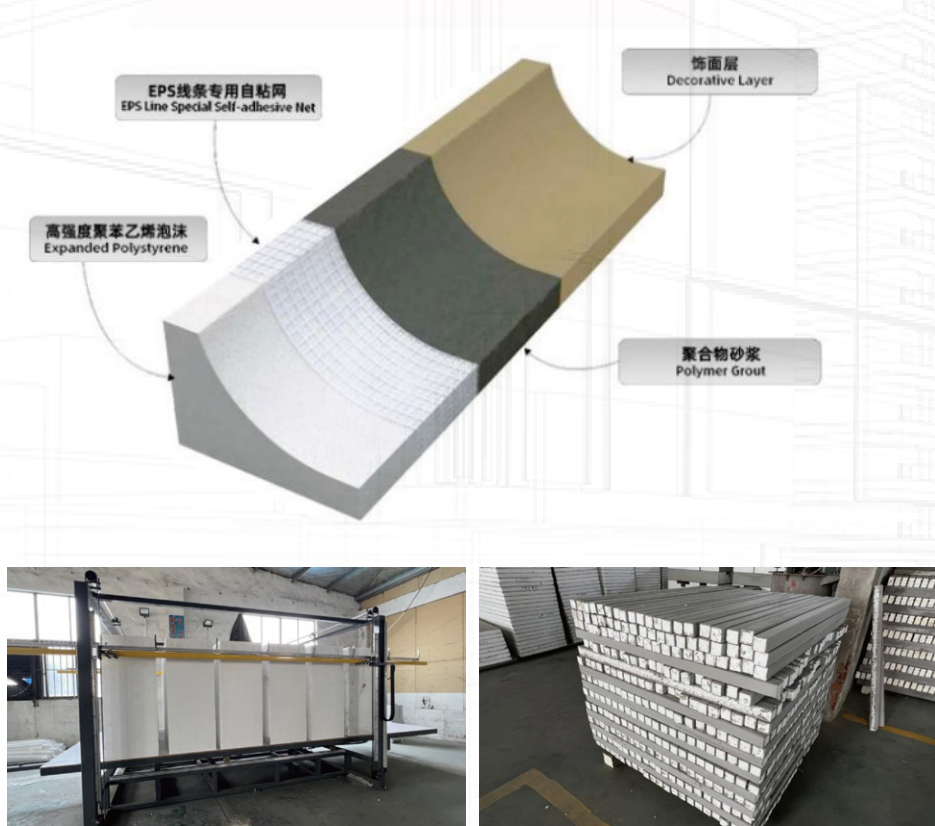 饰面层
Decorative Layer
EPS线条专用自粘网
EPS Line Special Self-adhesive Net
高强度聚苯乙烯泡沫
Expanded Polystyrene
聚合物砂浆
Polymer Grout